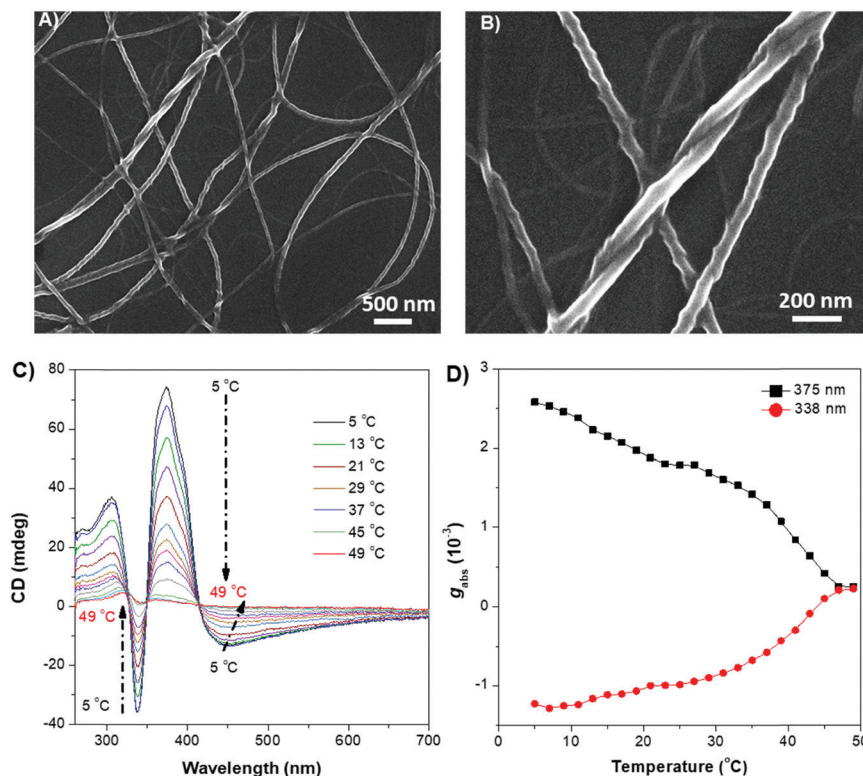 A)
500 nm
B)
200 nm
C)
80
60
40
20
0
-20
-40
CD (mdeg)
300
400
500
600
700
Wavelength (nm)
5 °C
49 °C
49 °C
5 °C
5 °C
5 °C
13 °C
21 °C
29 °C
37 °C
45 °C
49 °C
D)
3
2
1
0
-1
gabs (10-3)
0
10
20
30
40
50
Temperature (°C)
375 nm
338 nm